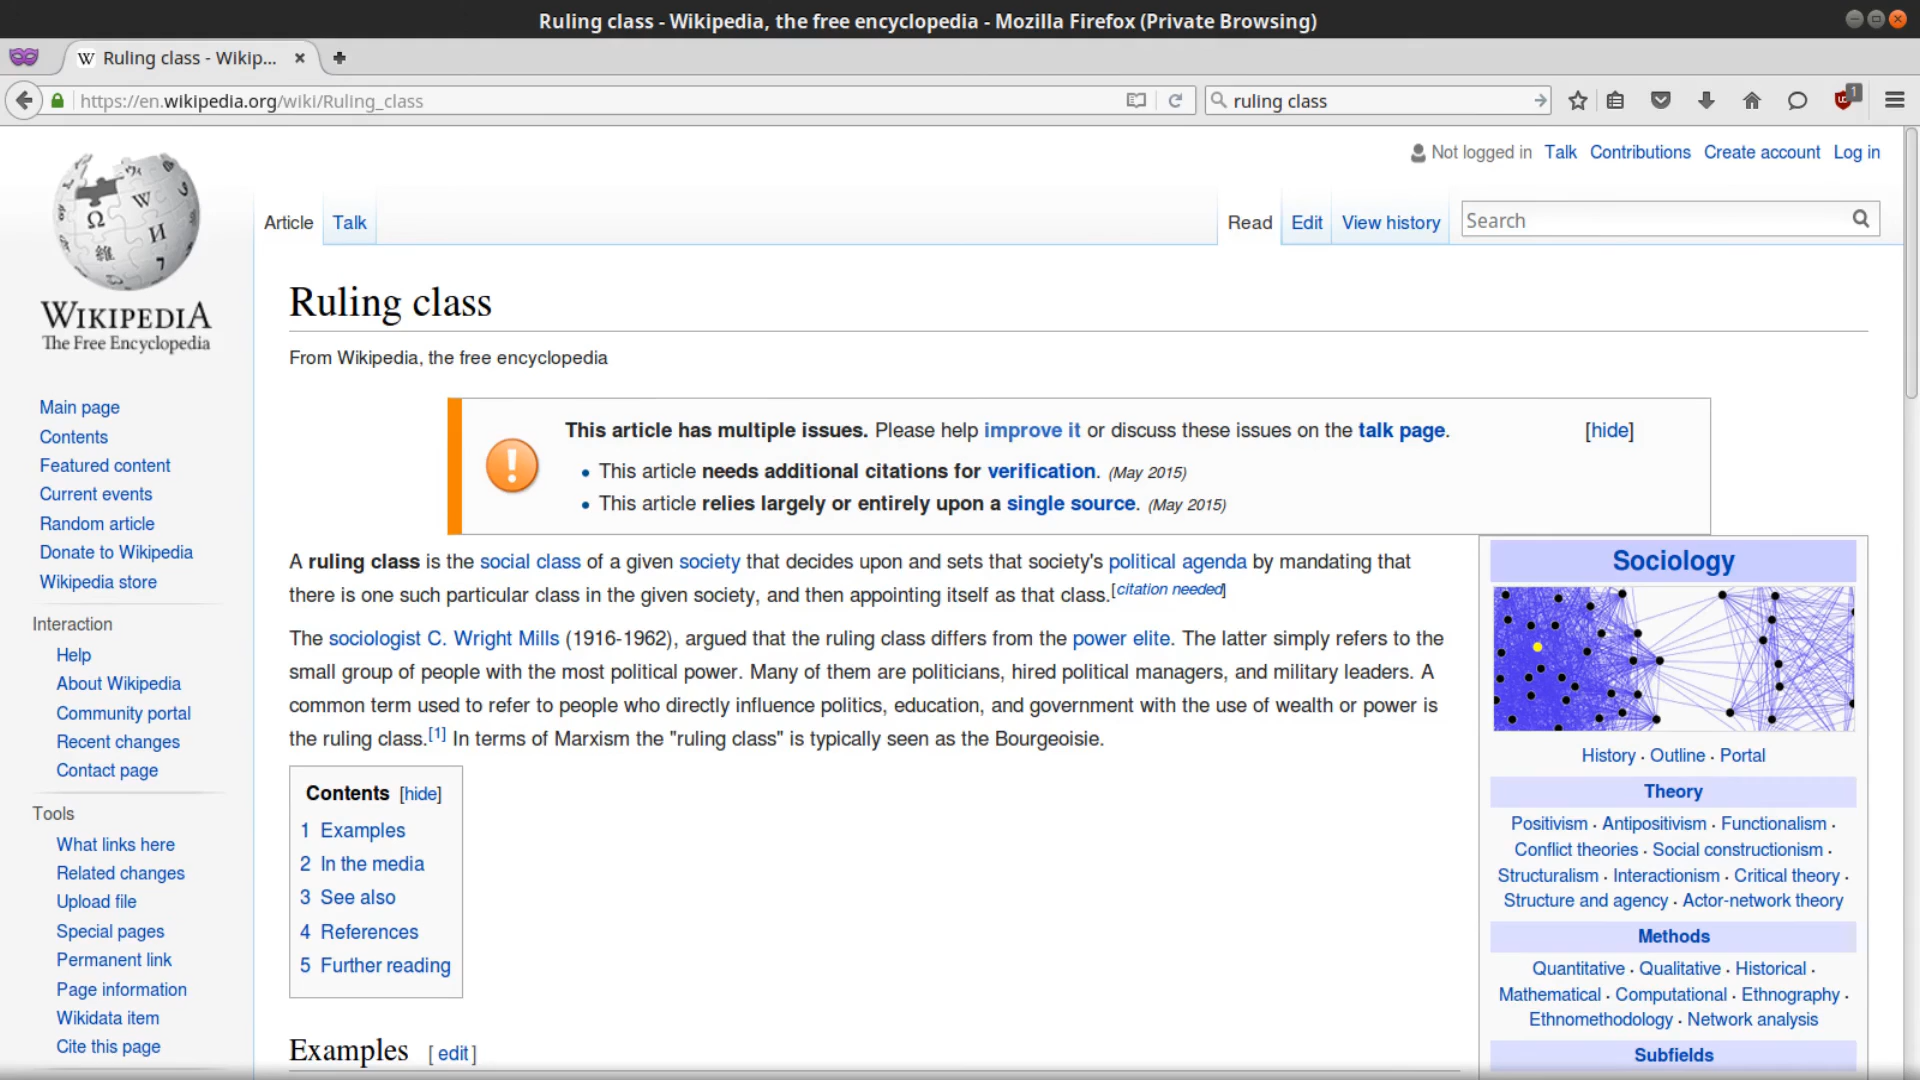 Ruling class - Wikipedia, the free encyclopedia - Mozilla Firefox (Private Browsing)
W Ruling class - Wikip...
https://en.wikipedia.org/wiki/Ruling_class
ruling class
1
Not logged in Talk Contributions Create account Log in
Article Talk Read Edit View history Search
WIKIPEDIA
The Free Encyclopedia
Main page
Contents
Featured content
Current events
Random article
Donate to Wikipedia
Wikipedia store
Interaction
Help
About Wikipedia
Community portal
Recent changes
Contact page
Tools
What links here
Related changes
Upload file
Special pages
Permanent link
Page information
Wikidata item
Cite this page
Ruling class
From Wikipedia, the free encyclopedia
This article has multiple issues. Please help improve it or discuss these issues on the talk page. [hide]
• This article needs additional citations for verification. (May 2015)
• This article relies largely or entirely upon a single source. (May 2015)
A ruling class is the social class of a given society that decides upon and sets that society's political agenda by mandating that
there is one such particular class in the given society, and then appointing itself as that class.[citation needed]
The sociologist C. Wright Mills (1916-1962), argued that the ruling class differs from the power elite. The latter simply refers to the
small group of people with the most political power. Many of them are politicians, hired political managers, and military leaders. A
common term used to refer to people who directly influence politics, education, and government with the use of wealth or power is
the ruling class.[1] In terms of Marxism the "ruling class" is typically seen as the Bourgeoisie.
Contents [hide]
1 Examples
2 In the media
3 See also
4 References
5 Further reading
Examples [ edit ]
Sociology
History · Outline · Portal
Theory
Positivism · Antipositivism · Functionalism ·
Conflict theories · Social constructionism ·
Structuralism · Interactionism · Critical theory ·
Structure and agency · Actor-network theory
Methods
Quantitative · Qualitative · Historical ·
Mathematical · Computational · Ethnography ·
Ethnomethodology · Network analysis
Subfields